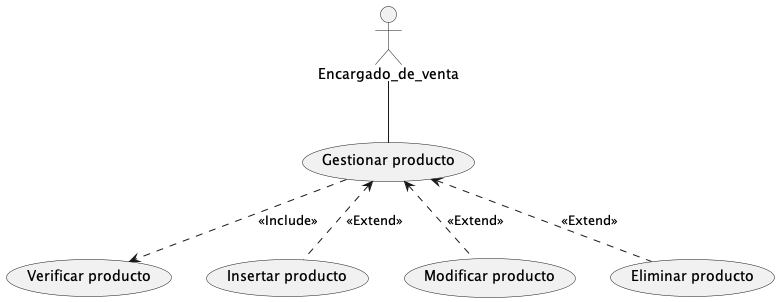 Encargado_de_venta
Gestionar producto
«Include»
«Extend»
«Extend»
«Extend»
Verificar producto
Insertar producto
Modificar producto
Eliminar producto